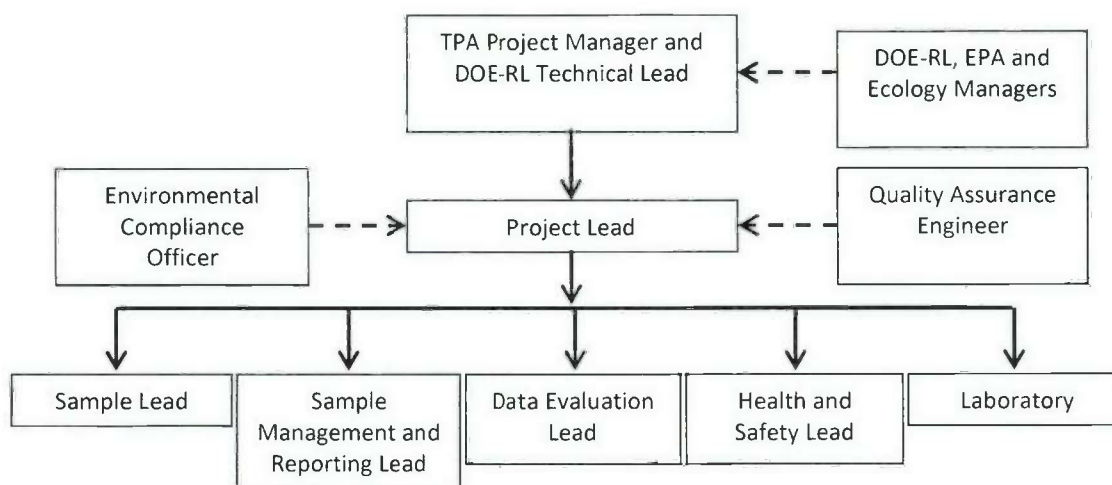 TPA Project Manager and
DOE-RL Technical Lead
DOE-RL, EPA and
Ecology Managers
Environmental
Compliance
Officer
Project Lead
Quality Assurance
Engineer
Sample Lead
Sample
Management and
Reporting Lead
Data Evaluation
Lead
Health and
Safety Lead
Laboratory